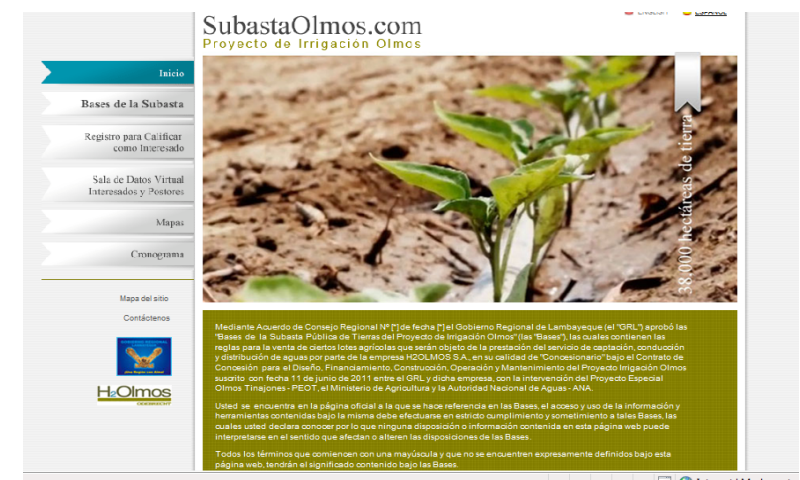 SubastaOlmos.com
Proyecto de Irrigación Olmos
ENGLISH ESPAÑOL
Inicio
Bases de la Subasta
Registro para Calificar
como Interesado
Sala de Datos Virtual
Interesados y Postores
Mapas
Cronograma
Mapa del sitio
Contáctenos
H2Olmos
ODEBRECHT
38,000 hectáreas de tierra
Mediante Acuerdo de Consejo Regional Nº [*] de fecha [*] el Gobierno Regional de Lambayeque (el "GRL") aprobó las
"Bases de la Subasta Pública de Tierras del Proyecto de Irrigación Olmos" (las "Bases"), las cuales contienen las
reglas para la venta de ciertos lotes agrícolas que serán objeto de la prestación del servicio de captación, conducción
y distribución de aguas por parte de la empresa H2OLMOS S.A., en su calidad de "Concesionario" bajo el Contrato de
Concesión para el Diseño, Financiamiento, Construcción, Operación y Mantenimiento del Proyecto Irrigación Olmos
suscrito con fecha 11 de junio de 2011 entre el GRL y dicha empresa, con la intervención del Proyecto Especial
Olmos Tinajones - PEOT, el Ministerio de Agricultura y la Autoridad Nacional de Aguas - ANA.
Usted se encuentra en la página oficial a la que se hace referencia en las Bases, el acceso y uso de la información y
herramientas contenidas bajo la misma debe efectuarse en estricto cumplimiento y sometimiento a tales Bases, las
cuales usted declara conocer por lo que ninguna disposición o información contenida en esta página web puede
interpretarse en el sentido que afectan o alteren las disposiciones de las Bases.
Todos los términos que comiencen con una mayúscula y que no se encuentren expresamente definidos bajo esta
página web, tendrán el significado contenido bajo las Bases.